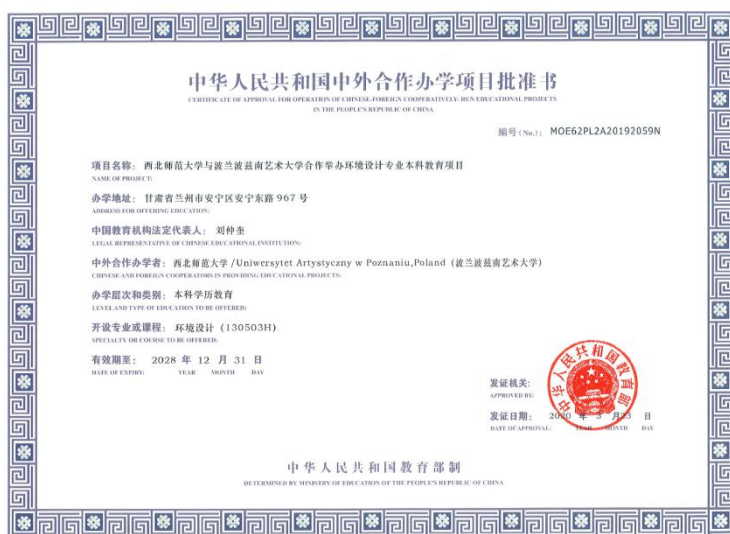 中华人民共和国中外合作办学项目批准书
CERTIFICATE OF APPROVAL FOR OPERATION OF CHINESE-FOREIGN COOPERATIVELY- RUN EDUCATIONAL PROJECTS
IN THE PEOPLE'S REPUBLIC OF CHINA
编号(No.): MOE62PL2A20192059N
项目名称: 西北师范大学与波兰波兹南艺术大学合作举办环境设计专业本科教育项目
NAME OF PROJECT:
办学地址: 甘肃省兰州市安宁区安宁东路 967 号
ADDRESS FOR OFFERING EDUCATION:
中国教育机构法定代表人: 刘仲奎
LEGAL REPRESENTATIVE OF CHINESE EDUCATIONAL INSTITUTION:
中外合作办学者: 西北师范大学/Uniwersytet Artystyczny w Poznaniu,Poland (波兰波兹南艺术大学)
CHINESE AND FOREIGN COOPERATORS IN PROVIDING EDUCATIONAL PROJECTS:
办学层次和类别: 本科学历教育
LEVEL AND TYPE OF EDUCATION TO BE OFFERED:
开设专业或课程: 环境设计 (130503H)
SPECIALTY OR COURSE TO BE OFFERED:
有效期至: 2028 年 12 月 31 日
DATE OF EXPIRY: YEAR MONTH DAY
发证机关:
APPROVED BY:
中华人民共和国教育部
发证日期: 2020 年 3 月23 日
DATE OF APPROVAL: YEAR MONTH DAY
中华人民共和国教育部制
DETERMINED BY MINISTRY OF EDUCATION OF THE PEOPLE'S REPUBLIC OF CHINA